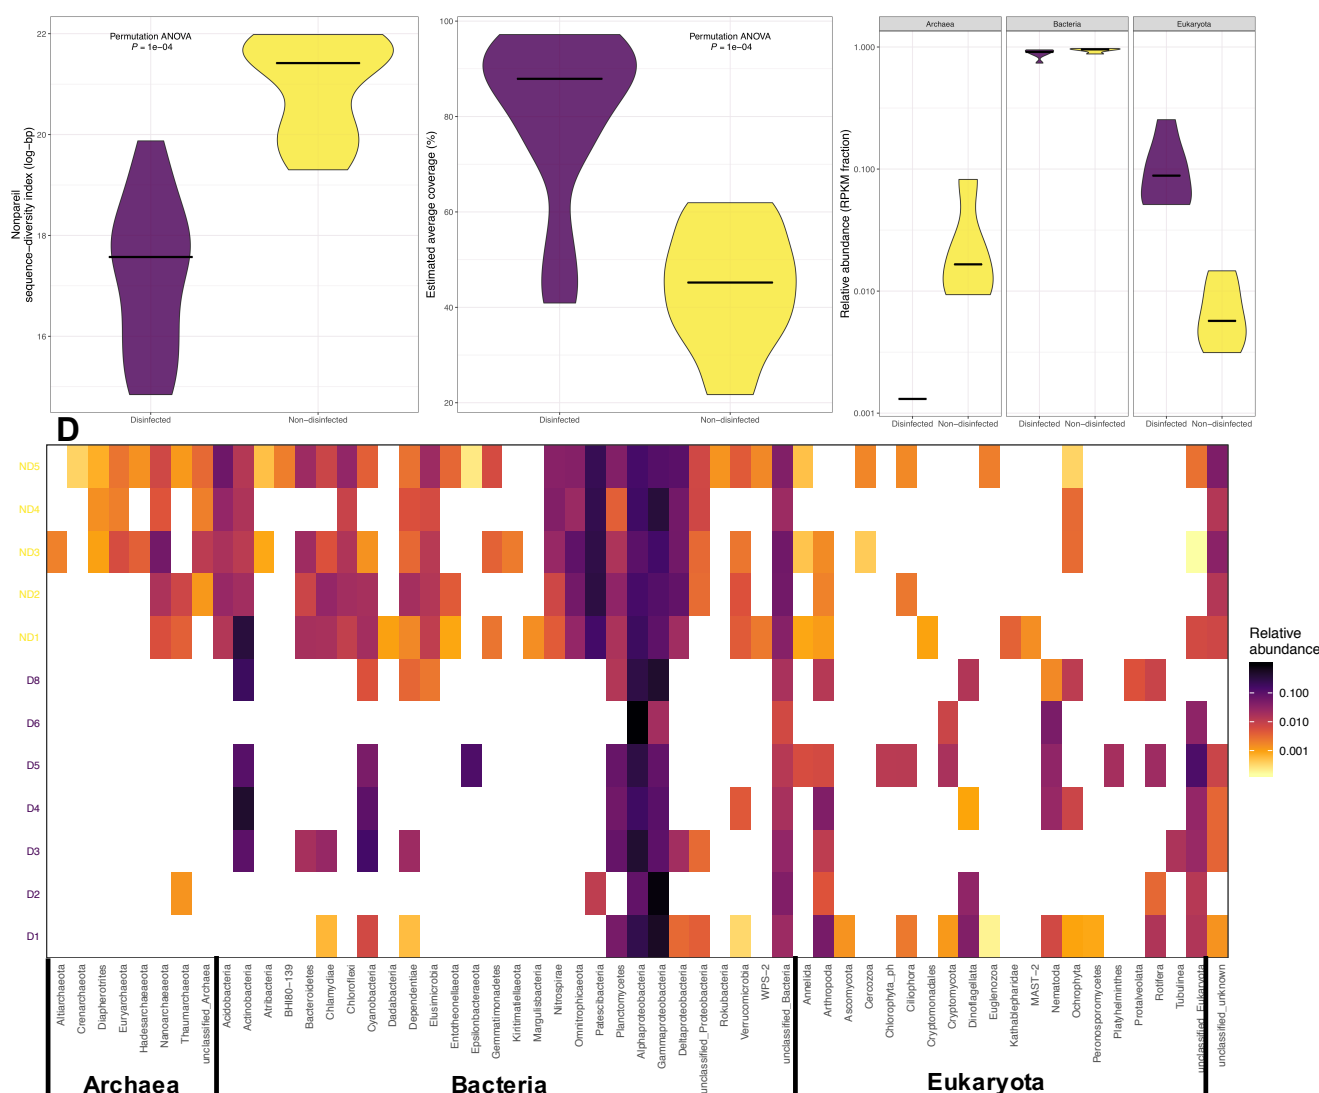 Permutation ANOVA
P = 1e−04
Nonpareil
sequence−diversity index (log−bp)
22
20
18
16
Disinfected
Non−disinfected
Permutation ANOVA
P = 1e−04
Estimated average coverage (%)
100
80
60
40
20
Disinfected
Non−disinfected
Archaea
Bacteria
Eukaryota
Relative abundance (RPKM fraction)
1.000
0.100
0.010
0.001
Disinfected
Non−disinfected
Disinfected
Non−disinfected
Disinfected
Non−disinfected
D
ND5
ND4
ND3
ND2
ND1
D8
D6
D5
D4
D3
D2
D1
Relative
abundance
0.100
0.010
0.001
Altiarchaeota
Crenarchaeota
Diapherotrites
Euryarchaeota
Hadesarchaeota
Nanoarchaeota
Thaumarchaeota
unclassified_Archaea
Acidobacteria
Actinobacteria
Atribacteria
BHI80−139
Bacteroidetes
Chlamydiae
Chloroflexi
Cyanobacteria
Dadabacteria
Dependentiae
Elusimicrobia
Entotheonellaeota
Epsilonbacteraeota
Gemmatimonadetes
Kiritimatiellaeota
Margulisbacteria
Nitrospirae
Omnitrophicaeota
Patescibacteria
Planctomycetes
Alphaproteobacteria
Gammaproteobacteria
Deltaproteobacteria
unclassified_Proteobacteria
Rokubacteria
Verrucomicrobia
WPS−2
unclassified_Bacteria
Annelida
Arthropoda
Ascomycota
Cercozoa
Chlorophyta_ph
Ciliophora
Cryptomonadales
Cryptomycota
Dinoflagellata
Euglenozoa
Kathablepharidae
MAST−2
Nematoda
Ochrophyta
Peronosporomycetes
Platyhelminthes
Protalveolata
Rotifera
Tubulinea
unclassified_Eukaryota
unclassified_unknown
Archaea
Bacteria
Eukaryota